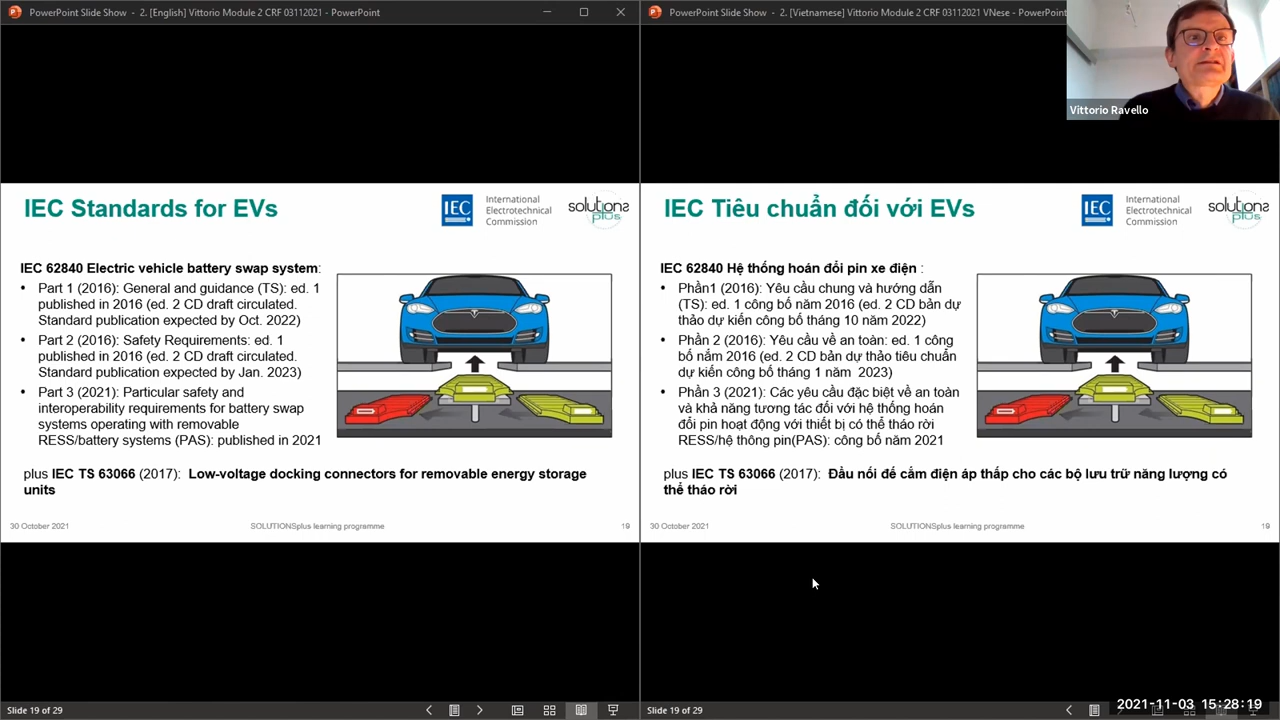 PowerPoint Slide Show - 2. [English] Vittorio Module 2 CRF 03112021 - PowerPoint
PowerPoint Slide Show - 2. [Vietnamese] Vittorio Module 2 CRF 03112021 VNese - PowerPoint
Vittorio Ravello
IEC Standards for EVs
IEC
International
Electrotechnical
Commission
solutions
plus
IEC 62840 Electric vehicle battery swap system:
• Part 1 (2016): General and guidance (TS): ed. 1
published in 2016 (ed. 2 CD draft circulated.
Standard publication expected by Oct. 2022)
• Part 2 (2016): Safety Requirements: ed. 1
published in 2016 (ed. 2 CD draft circulated.
Standard publication expected by Jan. 2023)
• Part 3 (2021): Particular safety and
interoperability requirements for battery swap
systems operating with removable
RESS/battery systems (PAS): published in 2021
plus IEC TS 63066 (2017): Low-voltage docking connectors for removable energy storage
units
30 October 2021
SOLUTIONSplus learning programme
19
IEC Tiêu chuẩn đối với EVs
IEC
International
Electrotechnical
Commission
solutions
plus
IEC 62840 Hệ thống hoán đổi pin xe điện :
• Phần1 (2016): Yêu cầu chung và hướng dẫn
(TS): ed. 1 công bố năm 2016 (ed. 2 CD bản dự
thảo dự kiến công bố tháng 10 năm 2022)
• Phần 2 (2016): Yêu cầu về an toàn: ed. 1 công
bố nắm 2016 (ed. 2 CD bản dự thảo tiêu chuẩn
dự kiến công bố tháng 1 năm 2023)
• Phần 3 (2021): Các yêu cầu đặc biệt về an toàn
và khả năng tương tác đối với hệ thống hoán
đổi pin hoạt động với thiết bị có thể tháo rời
RESS/hệ thông pin(PAS): công bố năm 2021
plus IEC TS 63066 (2017): Đầu nối để cắm điện áp thấp cho các bộ lưu trữ năng lượng có
thể tháo rời
30 October 2021
SOLUTIONSplus learning programme
19
Slide 19 of 29
Slide 19 of 29
2021-11-03 15:28:19